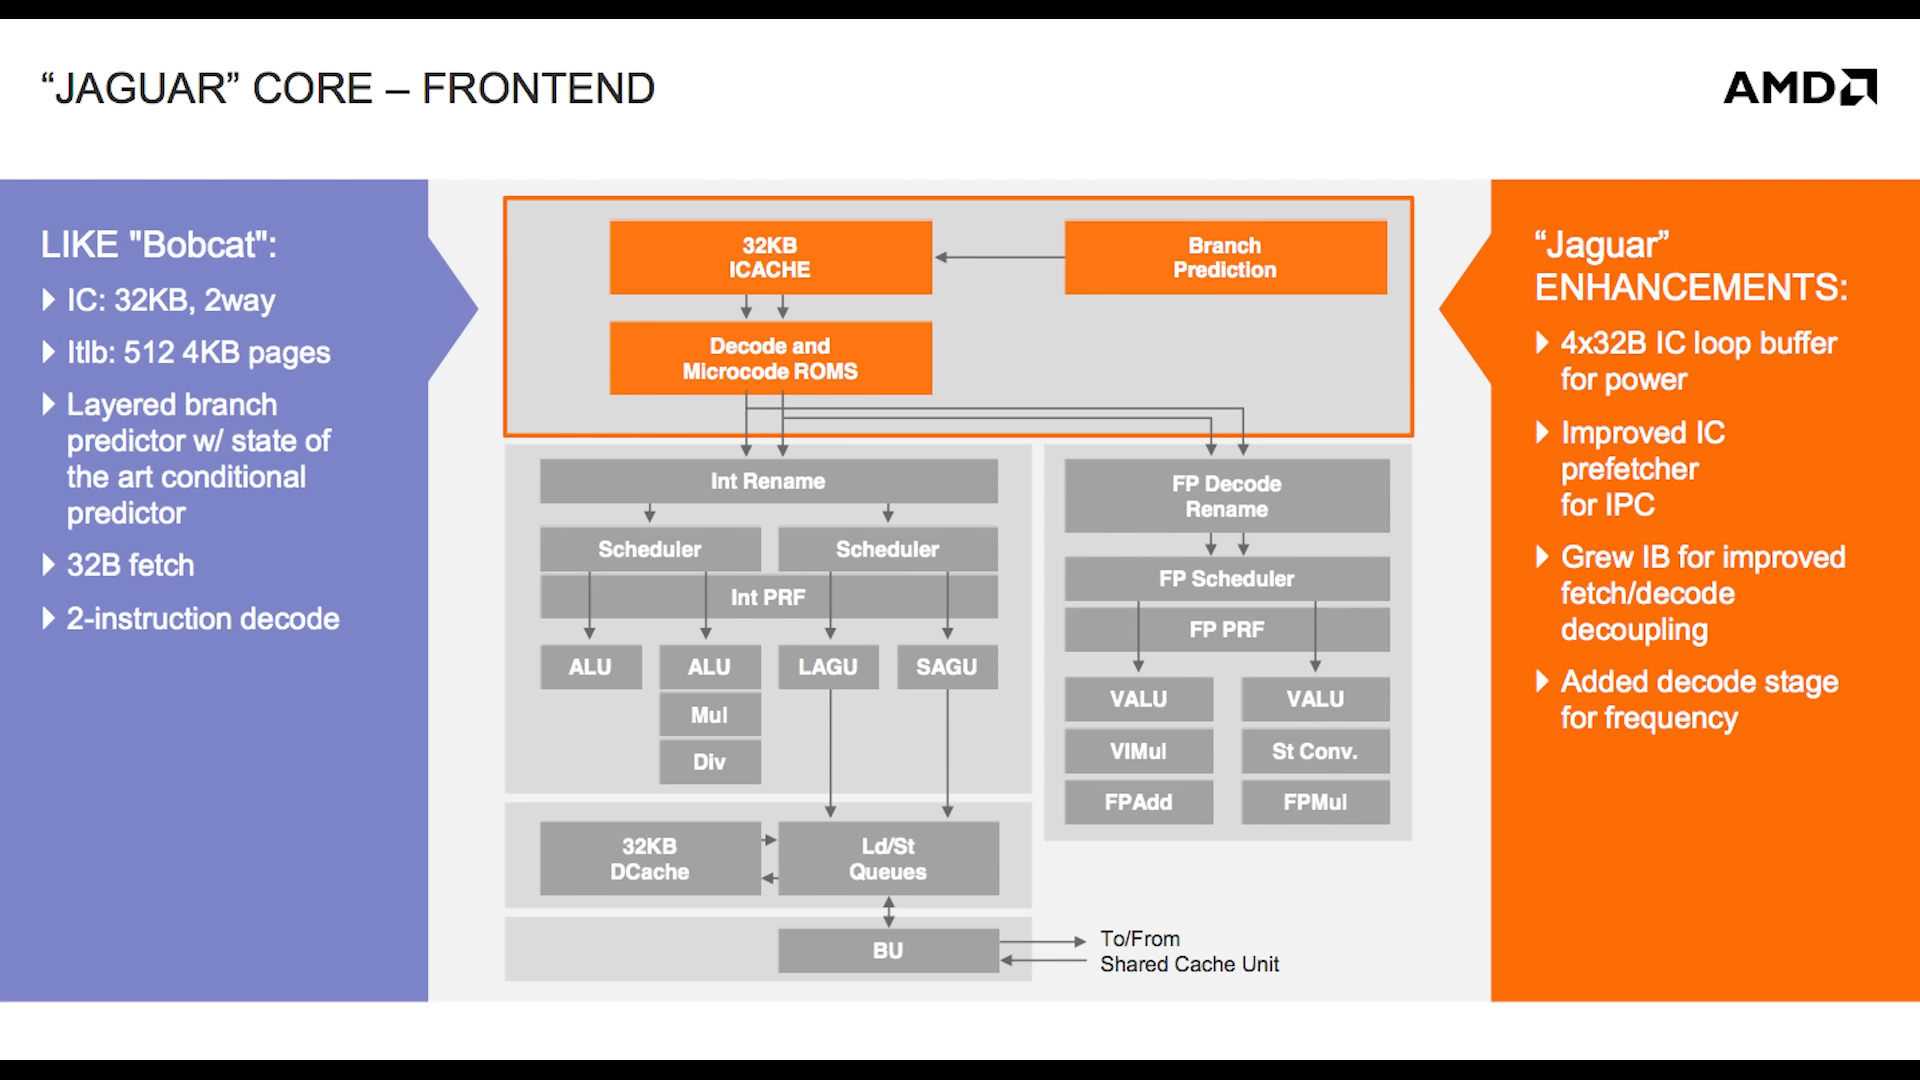 “JAGUAR” CORE – FRONTEND
AMD
LIKE "Bobcat":
IC: 32KB, 2way
Itlb: 512 4KB pages
Layered branch
predictor w/ state of
the art conditional
predictor
32B fetch
2-instruction decode
32KB
ICACHE
Branch
Prediction
Decode and
Microcode ROMS
Int Rename
Scheduler
Scheduler
Int PRF
ALU
ALU
LAGU
SAGU
Mul
Div
FP Decode
Rename
FP Scheduler
FP PRF
VALU
VALU
VIMul
St Conv.
FPAdd
FPMul
32KB
DCache
Ld/St
Queues
BU
To/From
Shared Cache Unit
“Jaguar”
ENHANCEMENTS:
4x32B IC loop buffer
for power
Improved IC
prefetcher
for IPC
Grew IB for improved
fetch/decode
decoupling
Added decode stage
for frequency